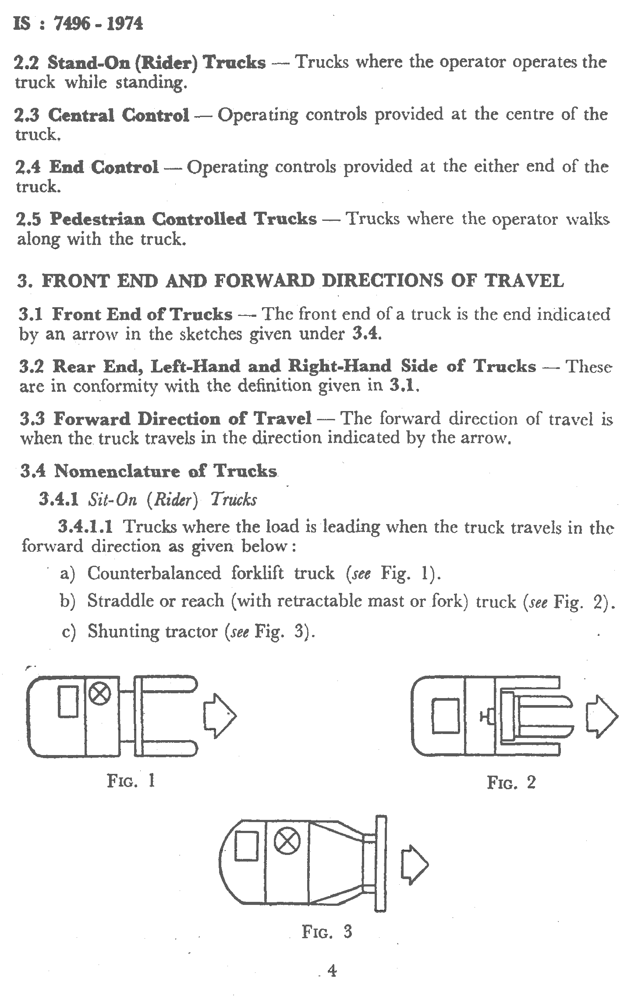 IS : 7496 - 1974
2.2 Stand-On (Rider) Trucks — Trucks where the operator operates the
truck while standing.
2.3 Central Control — Operating controls provided at the centre of the
truck.
2.4 End Control — Operating controls provided at the either end of the
truck.
2.5 Pedestrian Controlled Trucks — Trucks where the operator walks
along with the truck.
3. FRONT END AND FORWARD DIRECTIONS OF TRAVEL
3.1 Front End of Trucks — The front end of a truck is the end indicated
by an arrow in the sketches given under 3.4.
3.2 Rear End, Left-Hand and Right-Hand Side of Trucks — These
are in conformity with the definition given in 3.1.
3.3 Forward Direction of Travel — The forward direction of travel is
when the truck travels in the direction indicated by the arrow.
3.4 Nomenclature of Trucks
3.4.1 Sit-On (Rider) Trucks
3.4.1.1 Trucks where the load is leading when the truck travels in the
forward direction as given below :
a) Counterbalanced forklift truck (see Fig. 1).
b) Straddle or reach (with retractable mast or fork) truck (see Fig. 2).
c) Shunting tractor (see Fig. 3).
FIG. 1
FIG. 2
FIG. 3
4